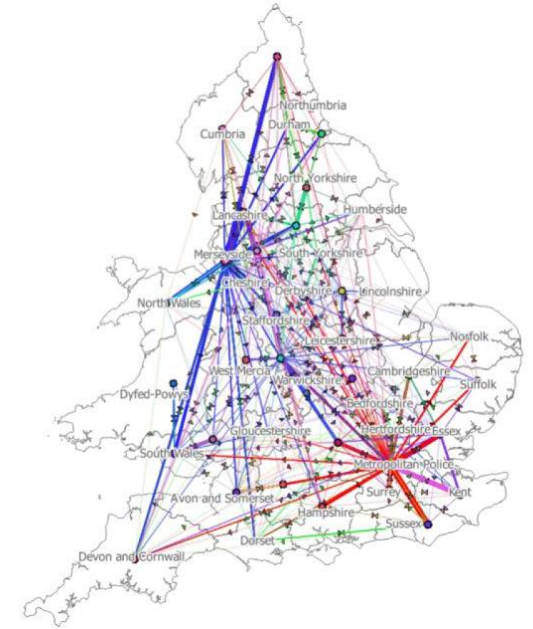 Northumbria
Durham
Cumbria
North Yorkshire
Lancashire
Humberside
Merseyside
South Yorkshire
Cheshire
Derbyshire
Lincolnshire
North Wales
Staffordshire
Leicestershire
Norfolk
West Mercia
Cambridgeshire
Warwickshire
Suffolk
Dyfed-Powys
Bedfordshire
Gloucestershire
Hertfordshire
Essex
South Wales
Metropolitan Police
Avon and Somerset
Surrey
Kent
Hampshire
Sussex
Dorset
Devon and Cornwall